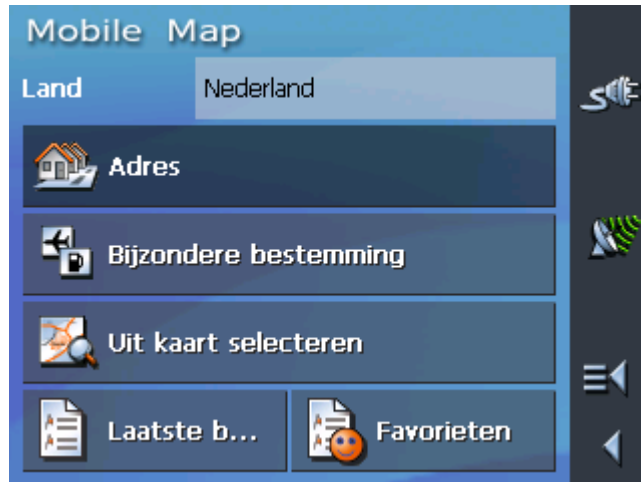 Mobile Map
Land Nederland
Adres
Bijzondere bestemming
Uit kaart selecteren
Laatste b... Favorieten